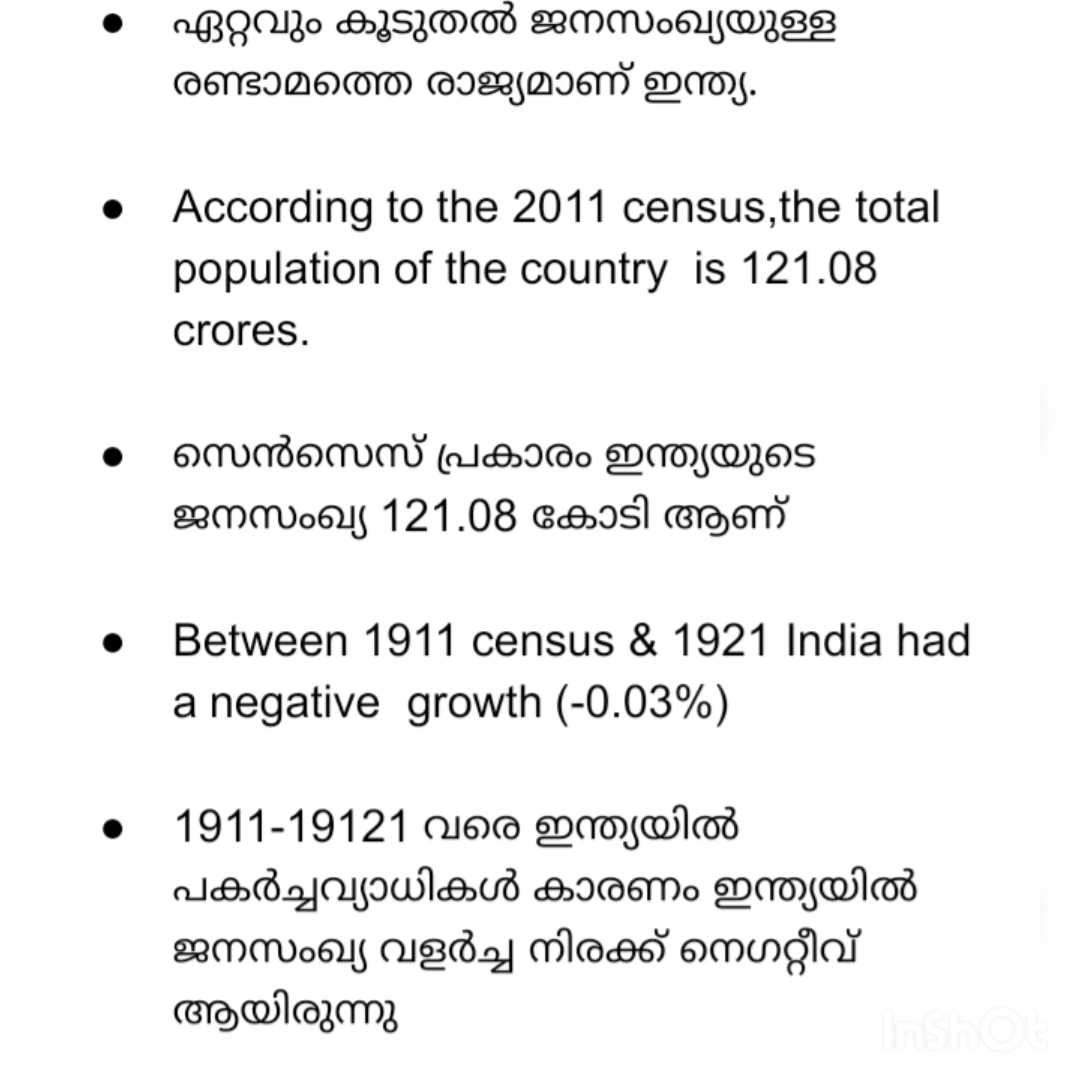 ● ഏറ്റവും കൂടുതൽ ജനസംഖ്യയുള്ള
രണ്ടാമത്തെ രാജ്യമാണ് ഇന്ത്യ.
● According to the 2011 census,the total
population of the country  is 121.08
crores.
● സെൻസെസ് പ്രകാരം ഇന്ത്യയുടെ
ജനസംഖ്യ 121.08 കോടി ആണ്
● Between 1911 census & 1921 India had
a negative  growth (-0.03%)
● 1911-19121 വരെ ഇന്ത്യയിൽ
പകർച്ചവ്യാധികൾ കാരണം ഇന്ത്യയിൽ
ജനസംഖ്യ വളർച്ച നിരക്ക് നെഗറ്റീവ്
ആയിരുന്നു
InShOt